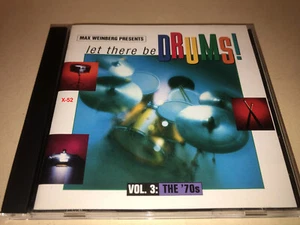 MAX WEINBERG PRESENTS
let there be DRUMS!
X-52
VOL. 3: THE '70s